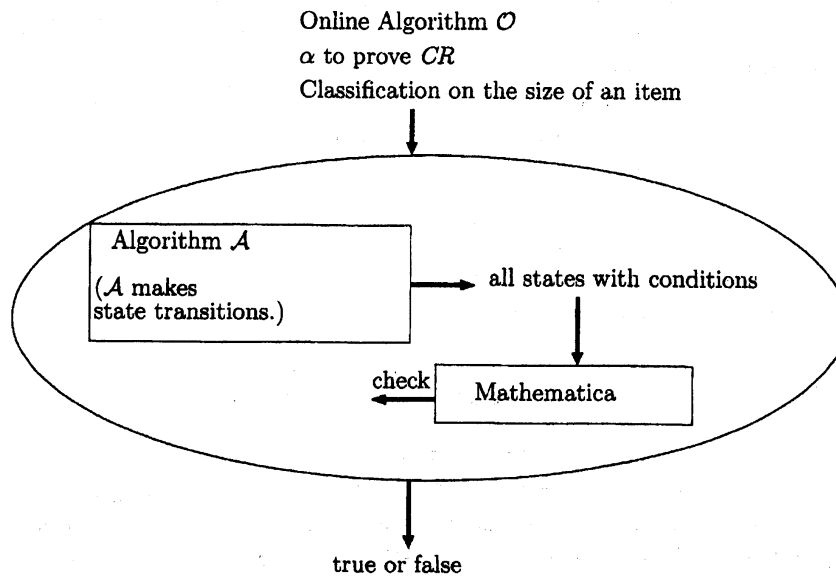 Online Algorithm 𝒪
α to prove CR
Classification on the size of an item
Algorithm 𝒜
(𝒜 makes
state transitions.)
all states with conditions
check
Mathematica
true or false